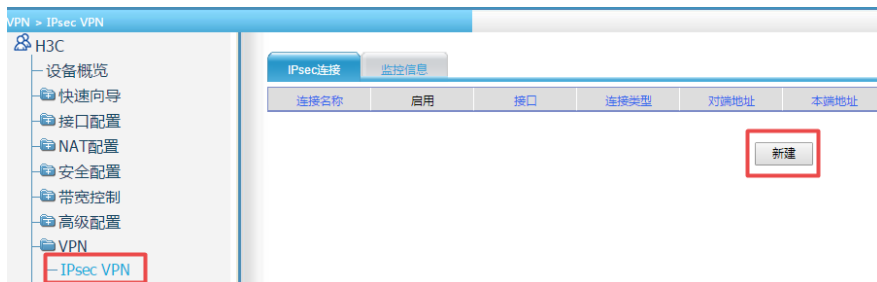 VPN > IPsec VPN
H3C
设备概览
快速向导
接口配置
NAT配置
安全配置
带宽控制
高级配置
VPN
IPsec VPN
IPsec连接 监控信息
连接名称 启用 接口 连接类型 对端地址 本端地址
新建